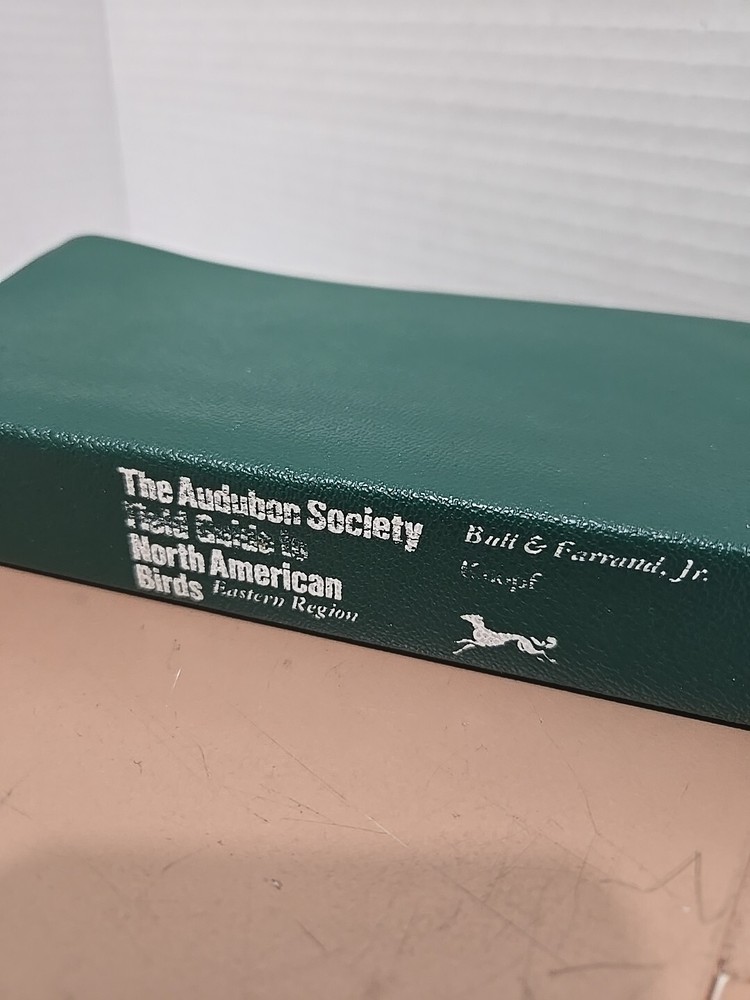 The Audubon Society
Field Guide to
North American
Birds Eastern Region
Bull & Farrand, Jr.
Knopf